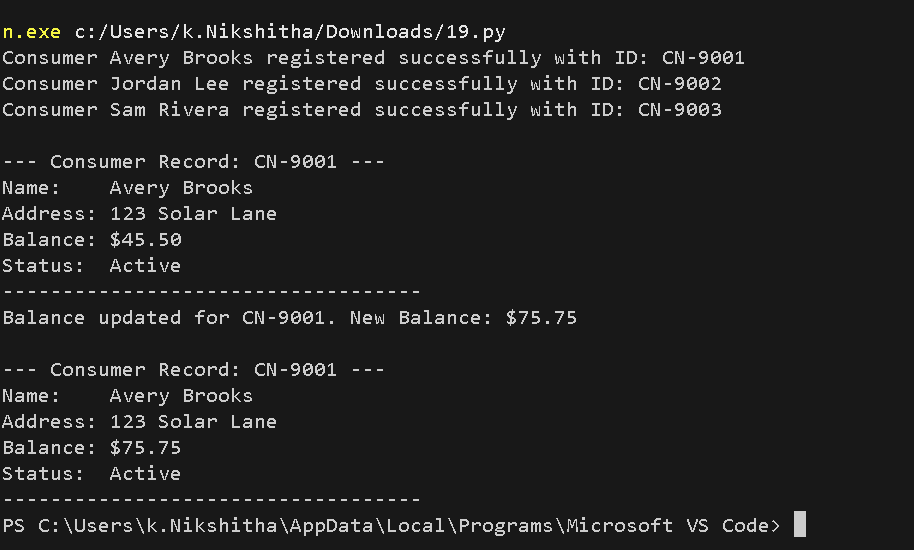 n.exe c:/Users/k.Nikshitha/Downloads/19.py
Consumer Avery Brooks registered successfully with ID: CN-9001
Consumer Jordan Lee registered successfully with ID: CN-9002
Consumer Sam Rivera registered successfully with ID: CN-9003

--- Consumer Record: CN-9001 ---
Name:    Avery Brooks
Address: 123 Solar Lane
Balance: $45.50
Status:  Active
-----------------------------------
Balance updated for CN-9001. New Balance: $75.75

--- Consumer Record: CN-9001 ---
Name:    Avery Brooks
Address: 123 Solar Lane
Balance: $75.75
Status:  Active
-----------------------------------
PS C:\Users\k.Nikshitha\AppData\Local\Programs\Microsoft VS Code>